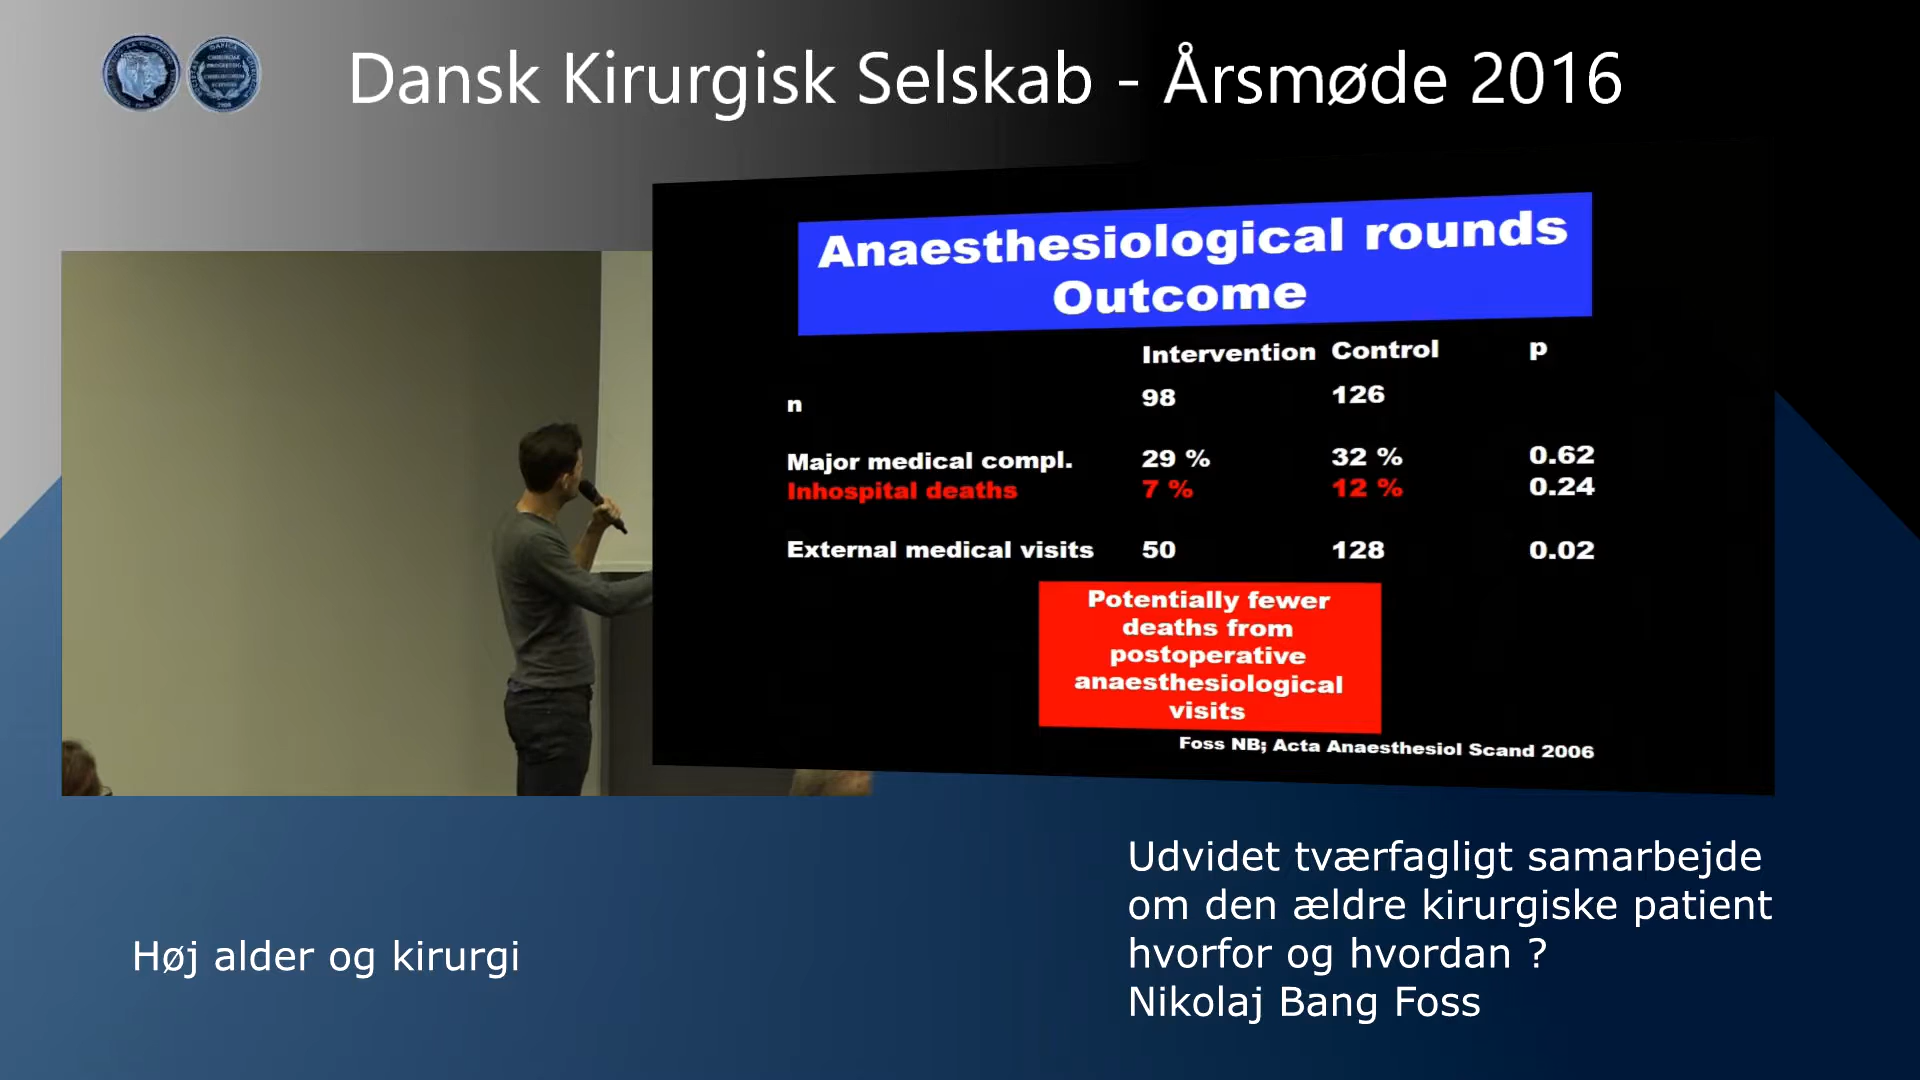 Dansk Kirurgisk Selskab - Årsmøde 2016
Anaesthesiological rounds
Outcome
Intervention Control p
n 98 126
Major medical compl. 29 % 32 % 0.62
Inhospital deaths 7 % 12 % 0.24
External medical visits 50 128 0.02
Potentially fewer
deaths from
postoperative
anaesthesiological
visits
Foss NB; Acta Anaesthesiol Scand 2006
Høj alder og kirurgi
Udvidet tværfagligt samarbejde
om den ældre kirurgiske patient
hvorfor og hvordan ?
Nikolaj Bang Foss